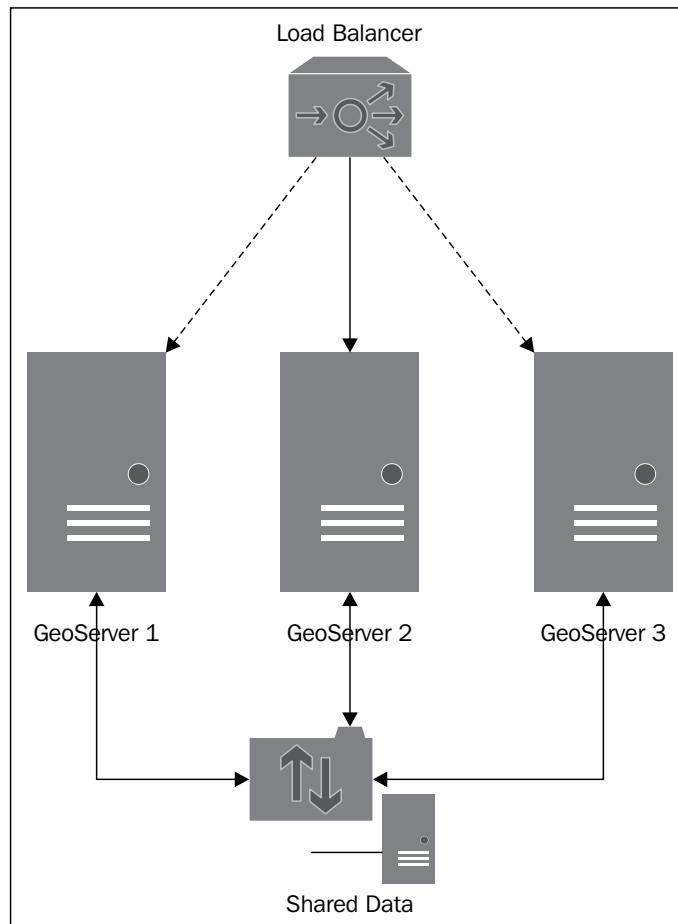 Load Balancer
GeoServer 1
GeoServer 2
GeoServer 3
Shared Data